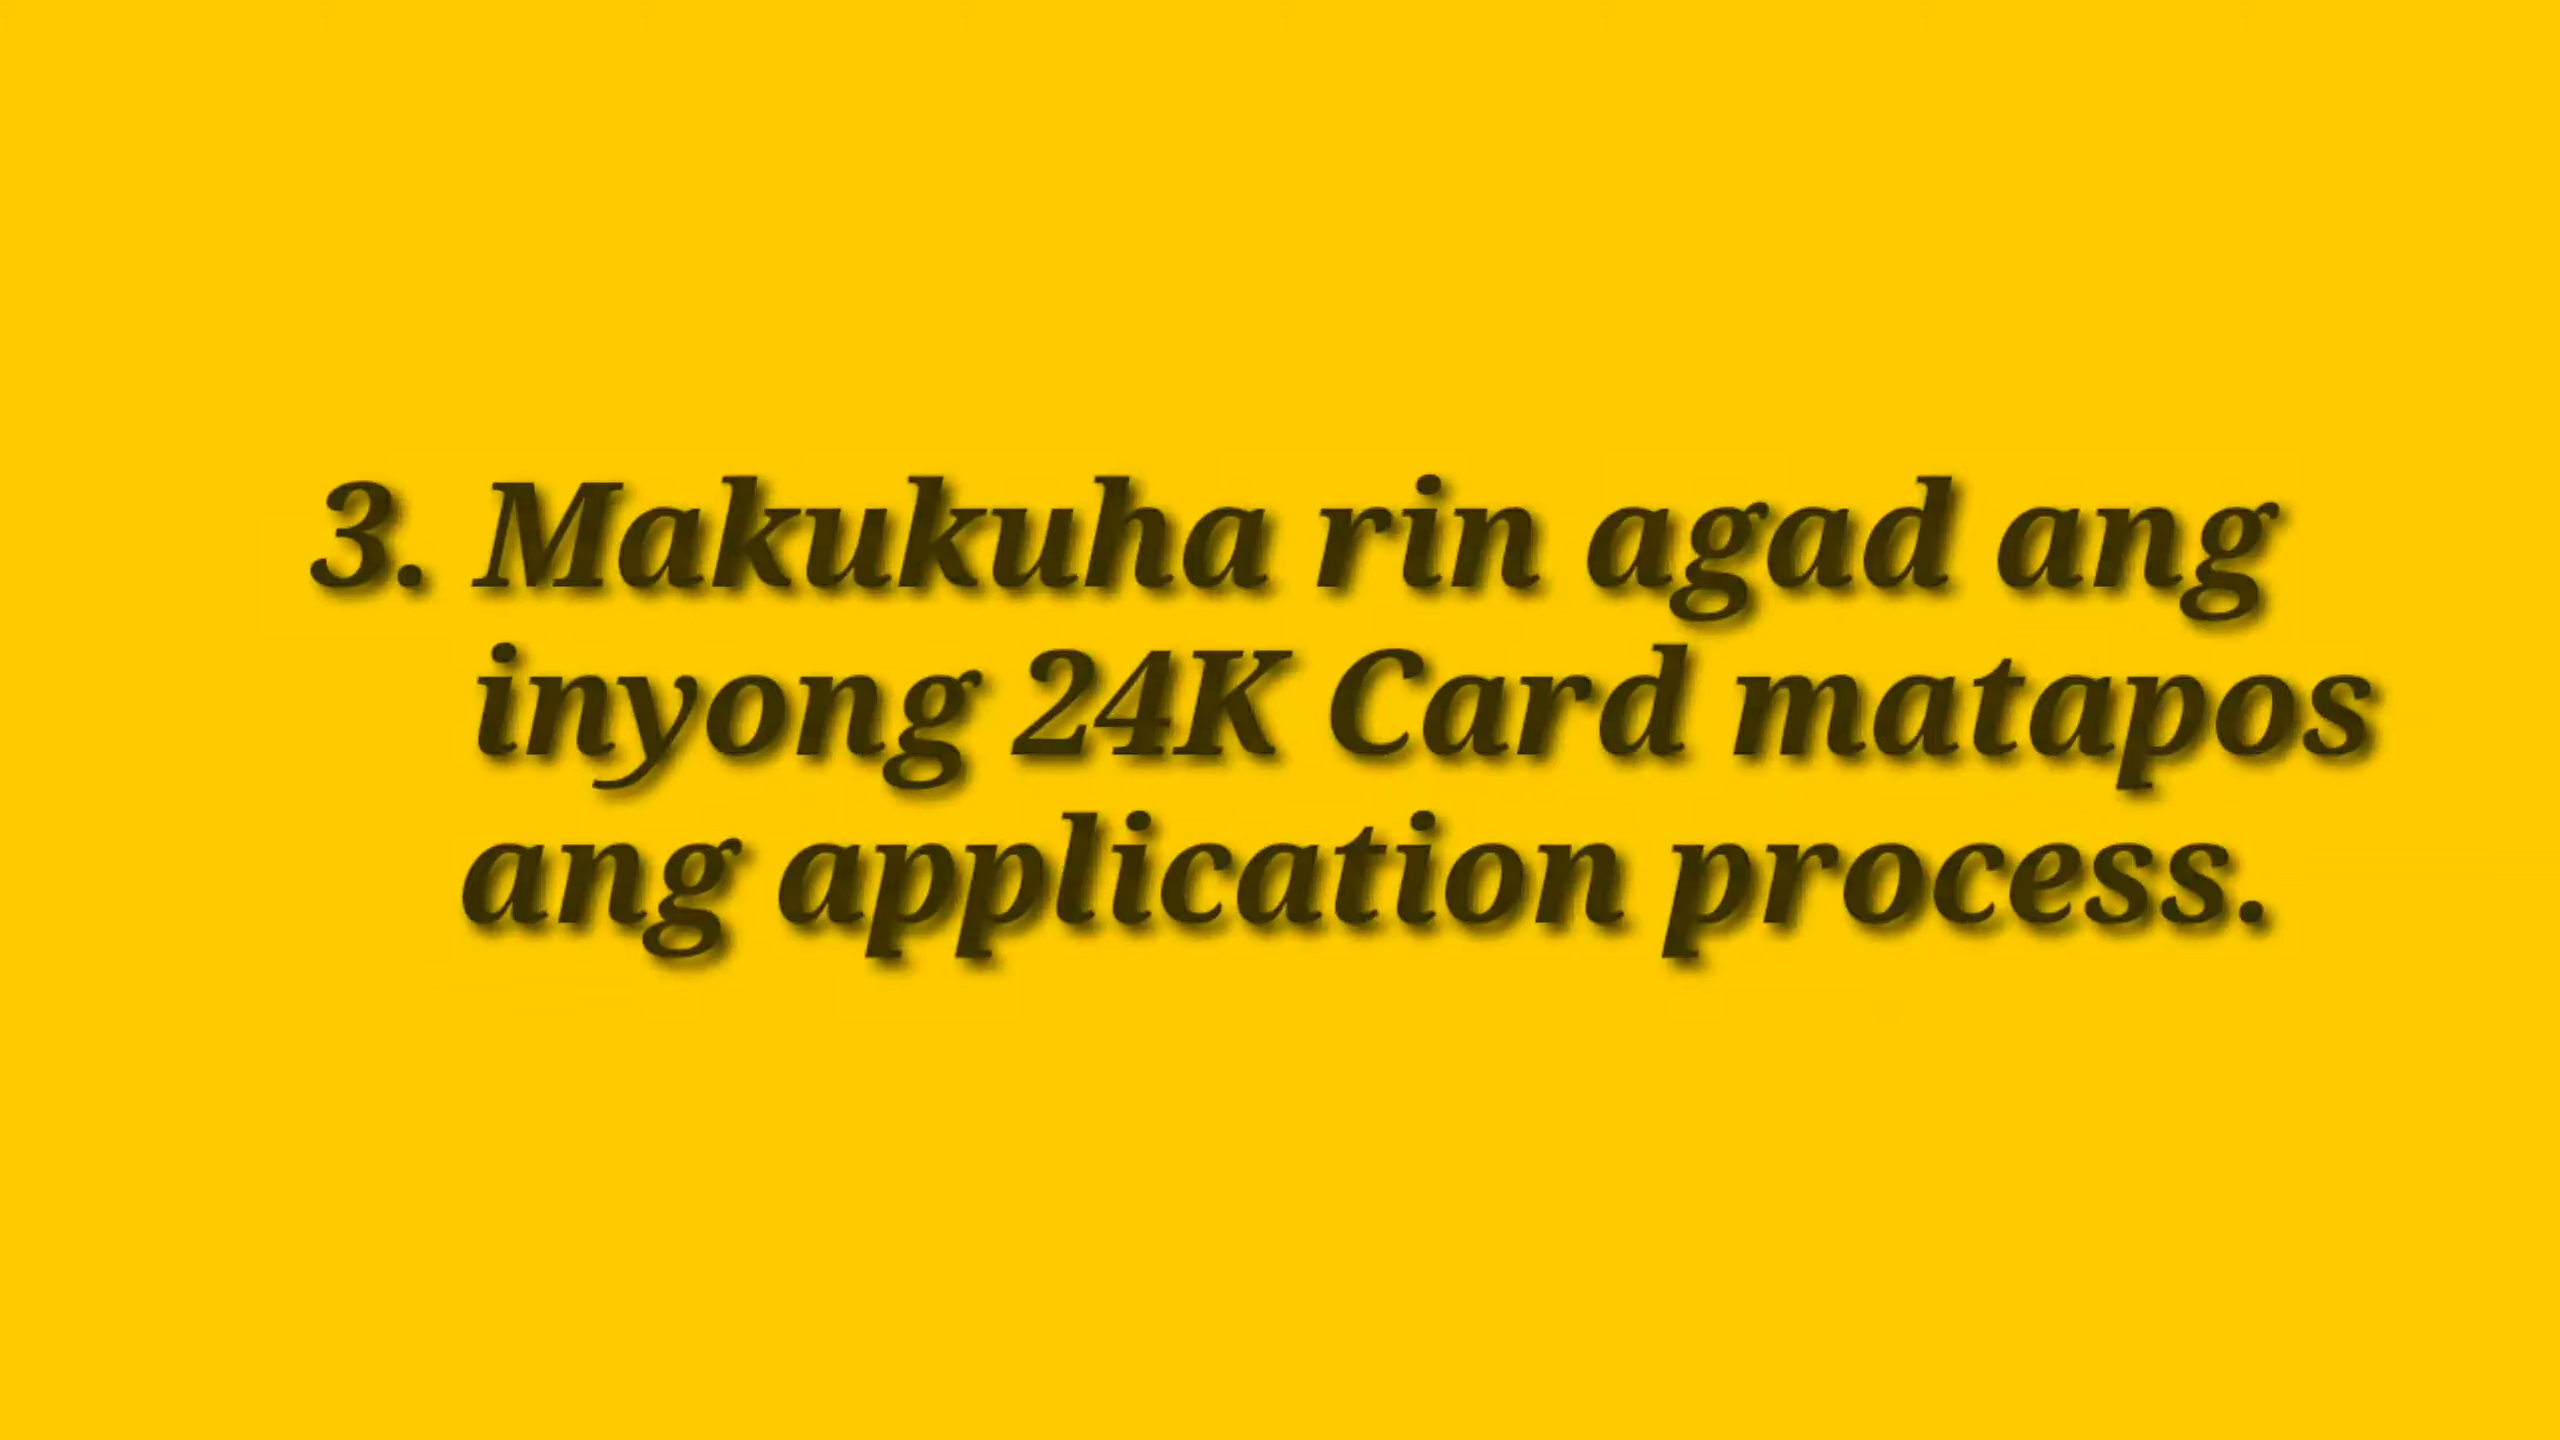 3. Makukuha rin agad ang
inyong 24K Card matapos
ang application process.